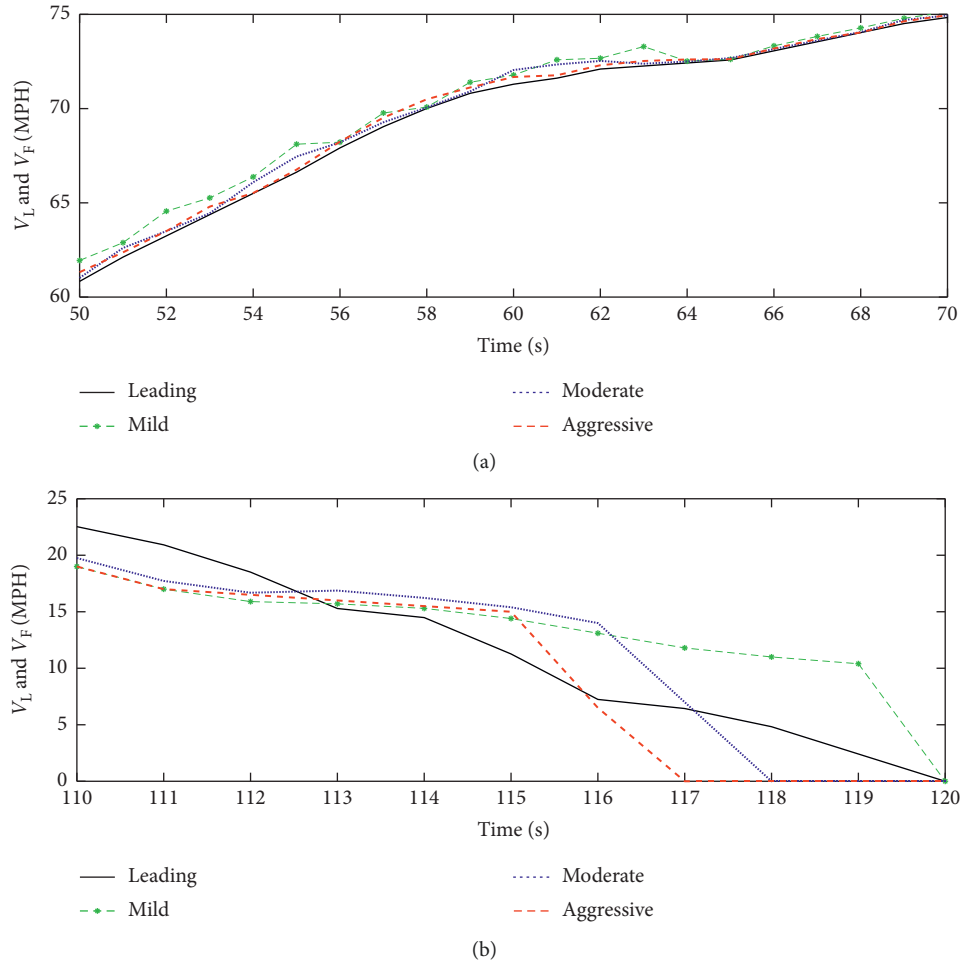 75
70
65
60
V_L and V_F (MPH)
50 52 54 56 58 60 62 64 66 68 70
Time (s)
Leading Moderate
Mild Aggressive
(a)
25
20
15
10
5
0
V_L and V_F (MPH)
110 111 112 113 114 115 116 117 118 119 120
Time (s)
Leading Moderate
Mild Aggressive
(b)